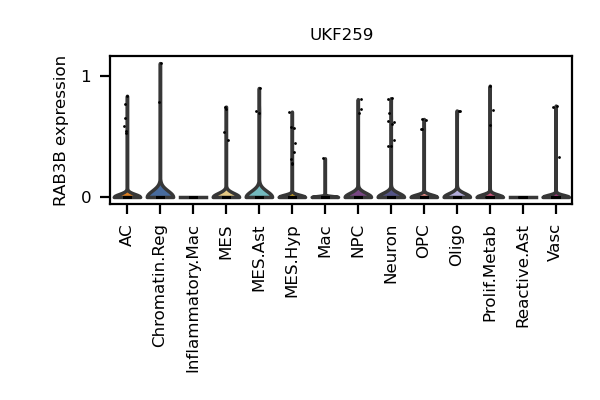 UKF259
RAB3B expression
1
0
AC
Chromatin.Reg
Inflammatory.Mac
MES
MES.Ast
MES.Hyp
Mac
NPC
Neuron
OPC
Oligo
Prolif.Metab
Reactive.Ast
Vasc